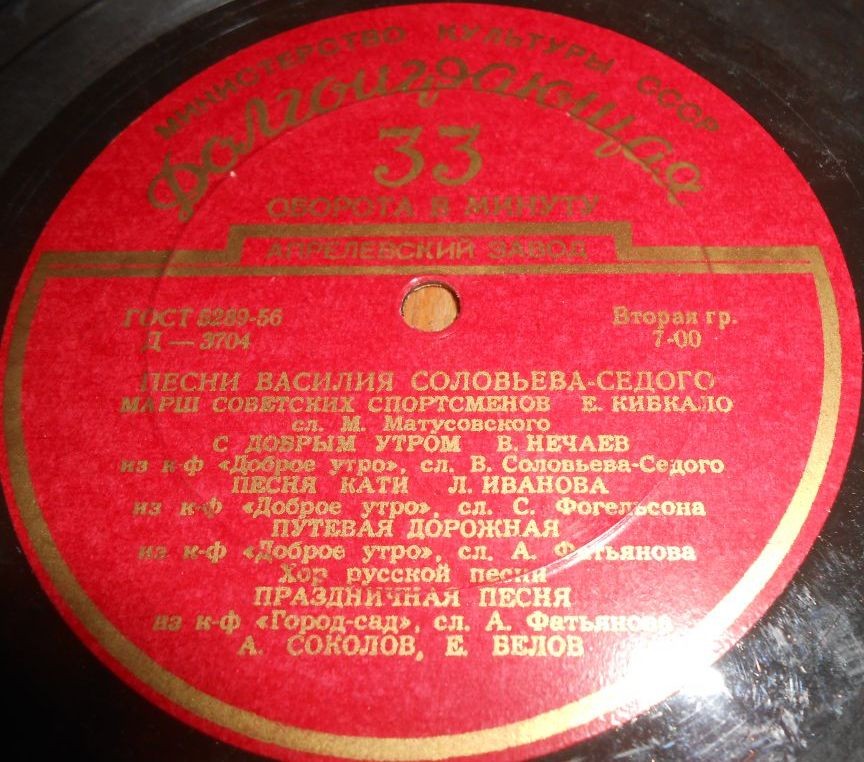 МИНИСТЕРСТВО КУЛЬТУРЫ СССР
Долгоиграющая
33
ОБОРОТА В МИНУТУ
АПРЕЛЕВСКИЙ ЗАВОД
ГОСТ 5289-56 Вторая гр.
Д — 3704 7-00
ПЕСНИ ВАСИЛИЯ СОЛОВЬЕВА-СЕДОГО
МАРШ СОВЕТСКИХ СПОРТСМЕНОВ Е. КИБКАЛО
сл. М. Матусовского
С ДОБРЫМ УТРОМ В. НЕЧАЕВ
из к-ф «Доброе утро», сл. В. Соловьева-Седого
ПЕСНЯ КАТИ Л. ИВАНОВА
из к-ф «Доброе утро», сл. С. Фогельсона
ПУТЕВАЯ ДОРОЖНАЯ
из к-ф «Доброе утро», сл. А. Фатьянова
Хор русской песни
ПРАЗДНИЧНАЯ ПЕСНЯ
из к-ф «Город-сад», сл. А. Фатьянова
А. СОКОЛОВ, Е. БЕЛОВ